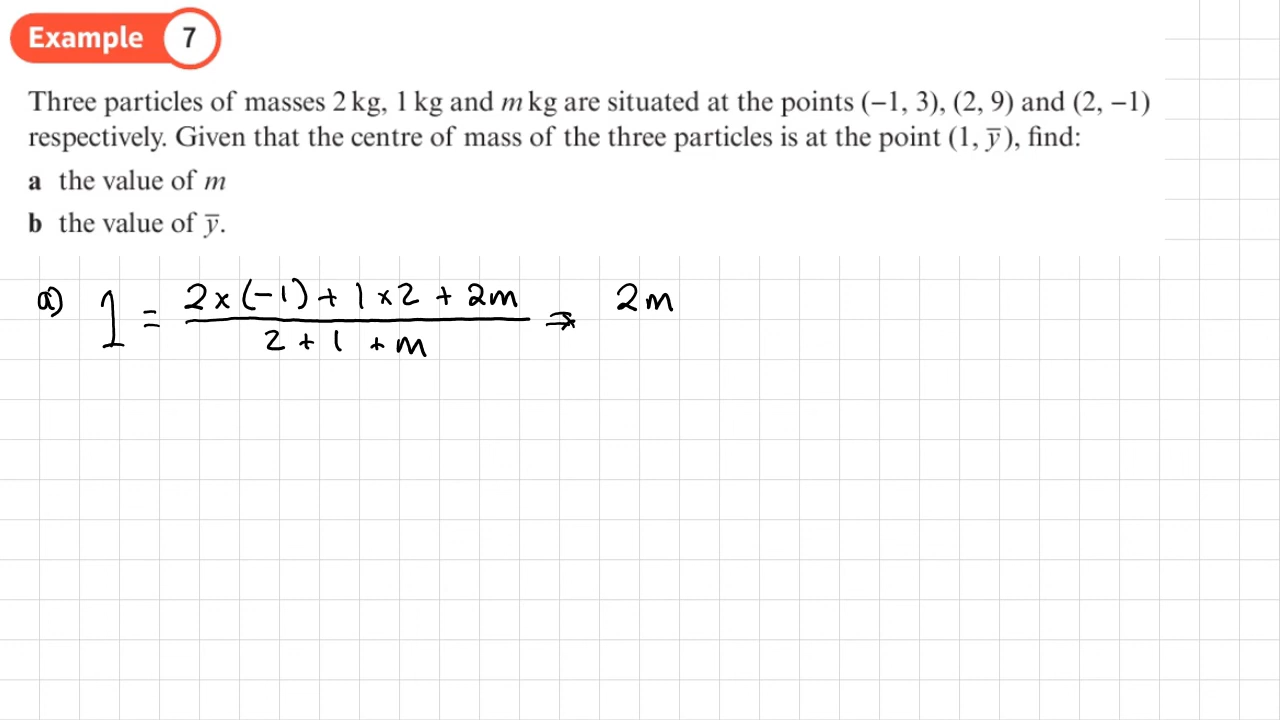 Example 7
Three particles of masses 2 kg, 1 kg and m kg are situated at the points (−1, 3), (2, 9) and (2, −1)
respectively. Given that the centre of mass of the three particles is at the point (1, y̅), find:
a the value of m
b the value of y̅.
a) 1 = (2 × (−1) + 1 × 2 + 2m) / (2 + 1 + m) ⇒ 2m